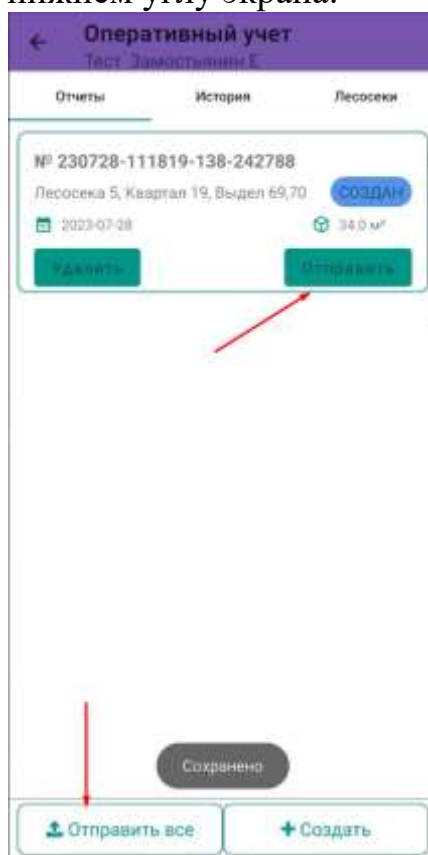 нижнем углу экрана.
Оперативный учет
Тест Замостьянин Е
Отчеты История Лесосеки
№ 230728-111819-138-242788
Лесосека 5, Квартал 19, Выдел 69,70 СОЗДАН
2023-07-28 34.0 м³
Удалить Отправить
Сохранено
Отправить все + Создать